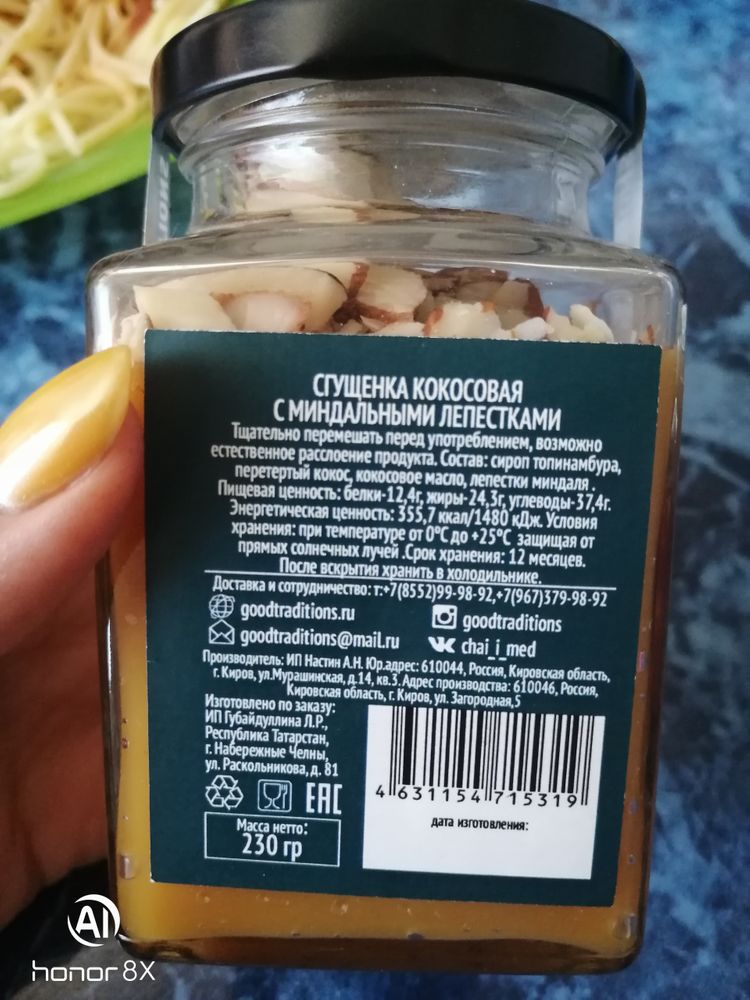 СГУЩЕНКА КОКОСОВАЯ
С МИНДАЛЬНЫМИ ЛЕПЕСТКАМИ
Тщательно перемешать перед употреблением, возможно
естественное расслоение продукта. Состав: сироп топинамбура,
перетертый кокос, кокосовое масло, лепестки миндаля .
Пищевая ценность: белки-12,4г, жиры-24,3г, углеводы-37,4г.
Энергетическая ценность: 355,7 ккал/1480 кДж. Условия
хранения: при температуре от 0°С до +25°С защищая от
прямых солнечных лучей .Срок хранения: 12 месяцев.
После вскрытия хранить в холодильнике.
Доставка и сотрудничество: т:+7(8552)99-98-92,+7(967)379-98-92
goodtraditions.ru
goodtraditions
goodtraditions@mail.ru
chai_i_med
Производитель: ИП Настин А.Н. Юр.адрес: 610044, Россия, Кировская область,
г. Киров, ул.Мурашинская, д.14, кв.3. Адрес производства: 610046, Россия,
Кировская область, г. Киров, ул. Загородная,5
Изготовлено по заказу:
ИП Губайдуллина Л.Р.,
Республика Татарстан,
г. Набережные Челны,
ул. Раскольникова, д. 81
EAC
Масса нетто:
230 гр
4 631154 715319
дата изготовления:
AI
honor 8X